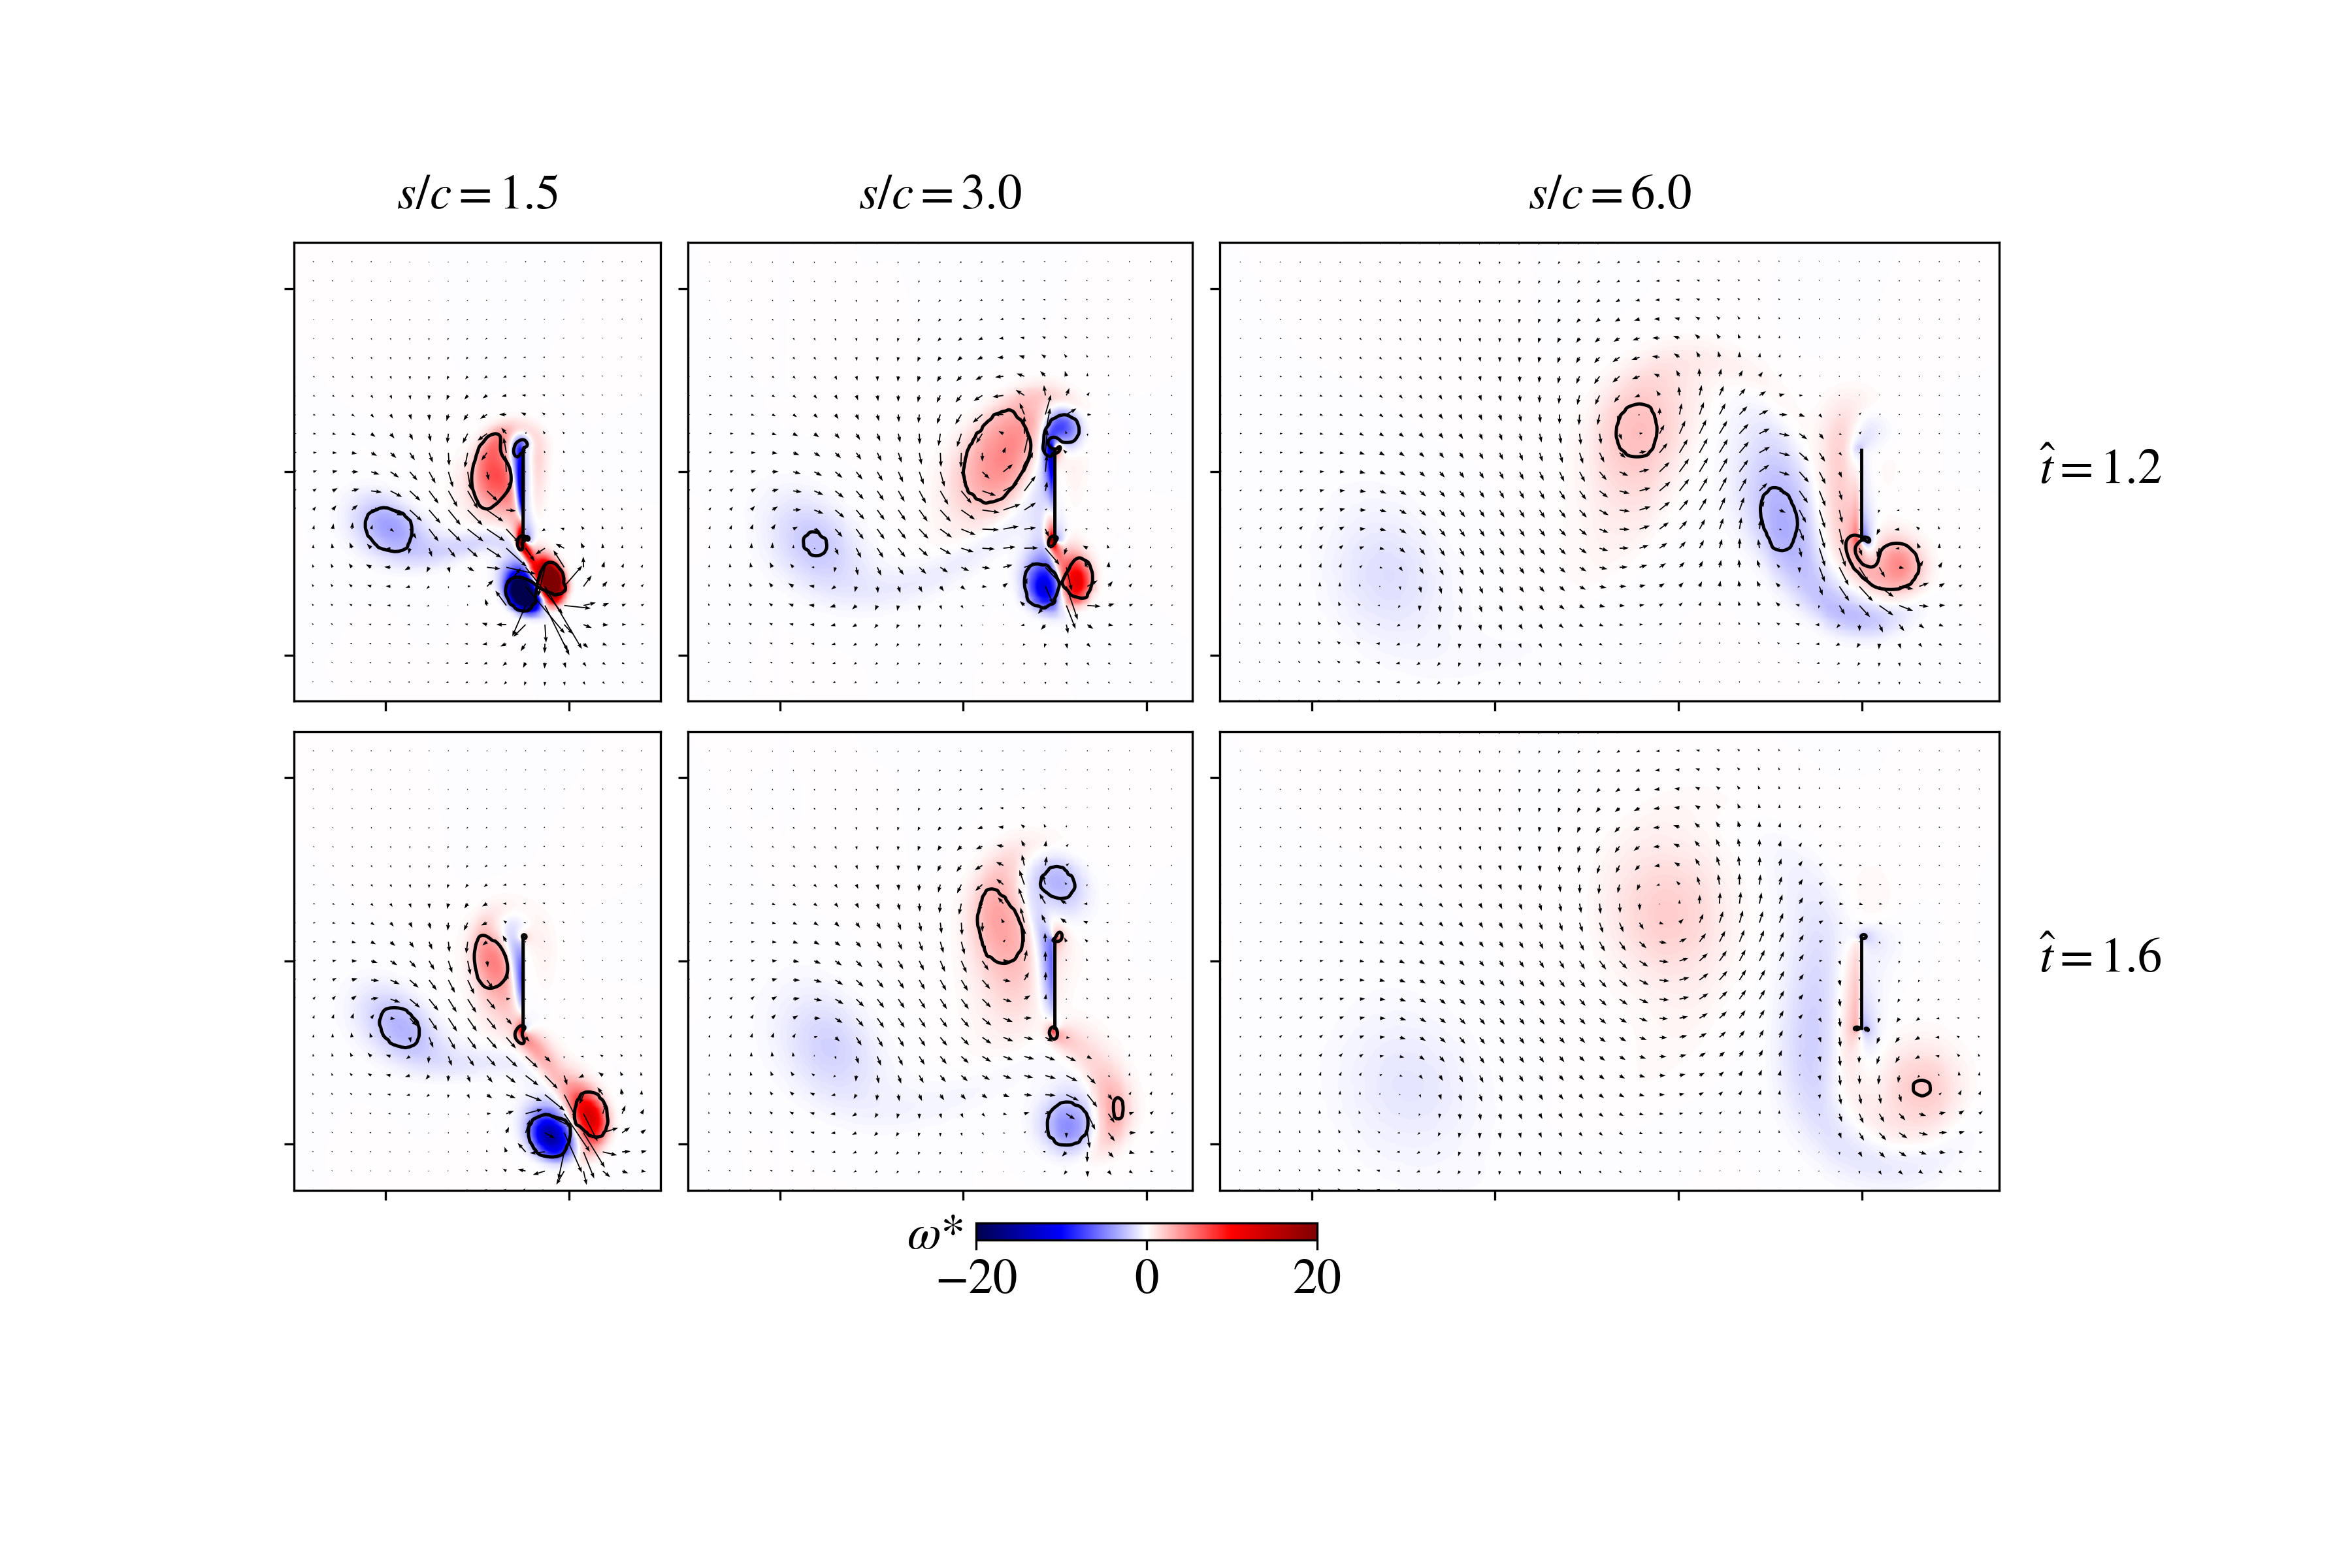 s/c = 1.5
s/c = 3.0
s/c = 6.0
t̂ = 1.2
t̂ = 1.6
ω*
−20
0
20